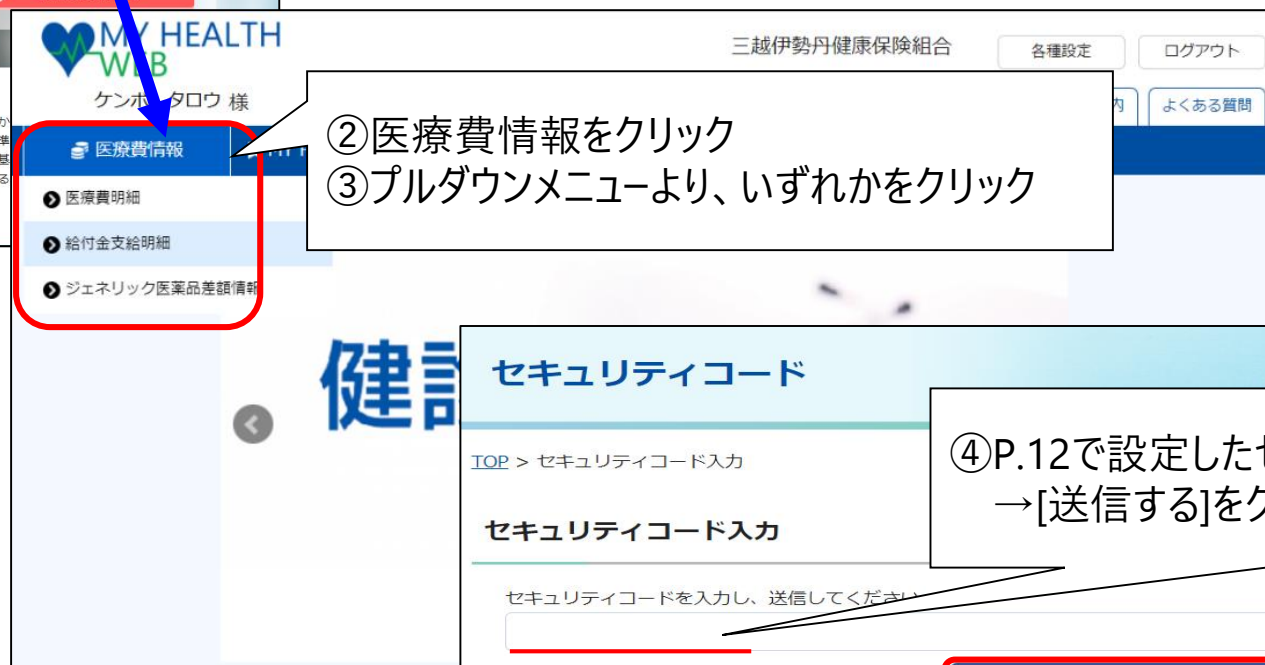 MY HEALTH
WEB
三越伊勢丹健康保険組合
各種設定
ログアウト
タロウ 様
よくある質問
医療費情報
②医療費情報をクリック
③プルダウンメニューより、いずれかをクリック
医療費明細
給付金支給明細
ジェネリック医薬品差額情報
健
セキュリティコード
TOP > セキュリティコード入力
④P.12で設定した
→[送信する]を
セキュリティコード入力
セキュリティコードを入力し、送信してください